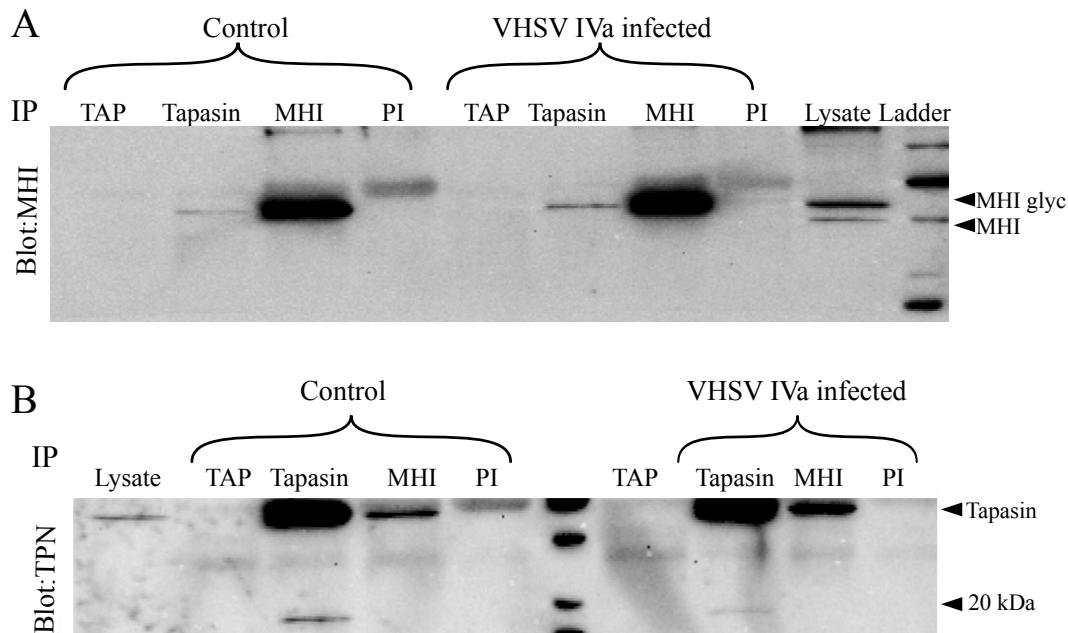 A
Control
VHSV IVa infected
IP
TAP Tapasin MHI PI TAP Tapasin MHI PI Lysate Ladder
Blot:MHI
MHI glyc
MHI
B
Control
VHSV IVa infected
IP
Lysate TAP Tapasin MHI PI TAP Tapasin MHI PI
Blot:TPN
Tapasin
20 kDa